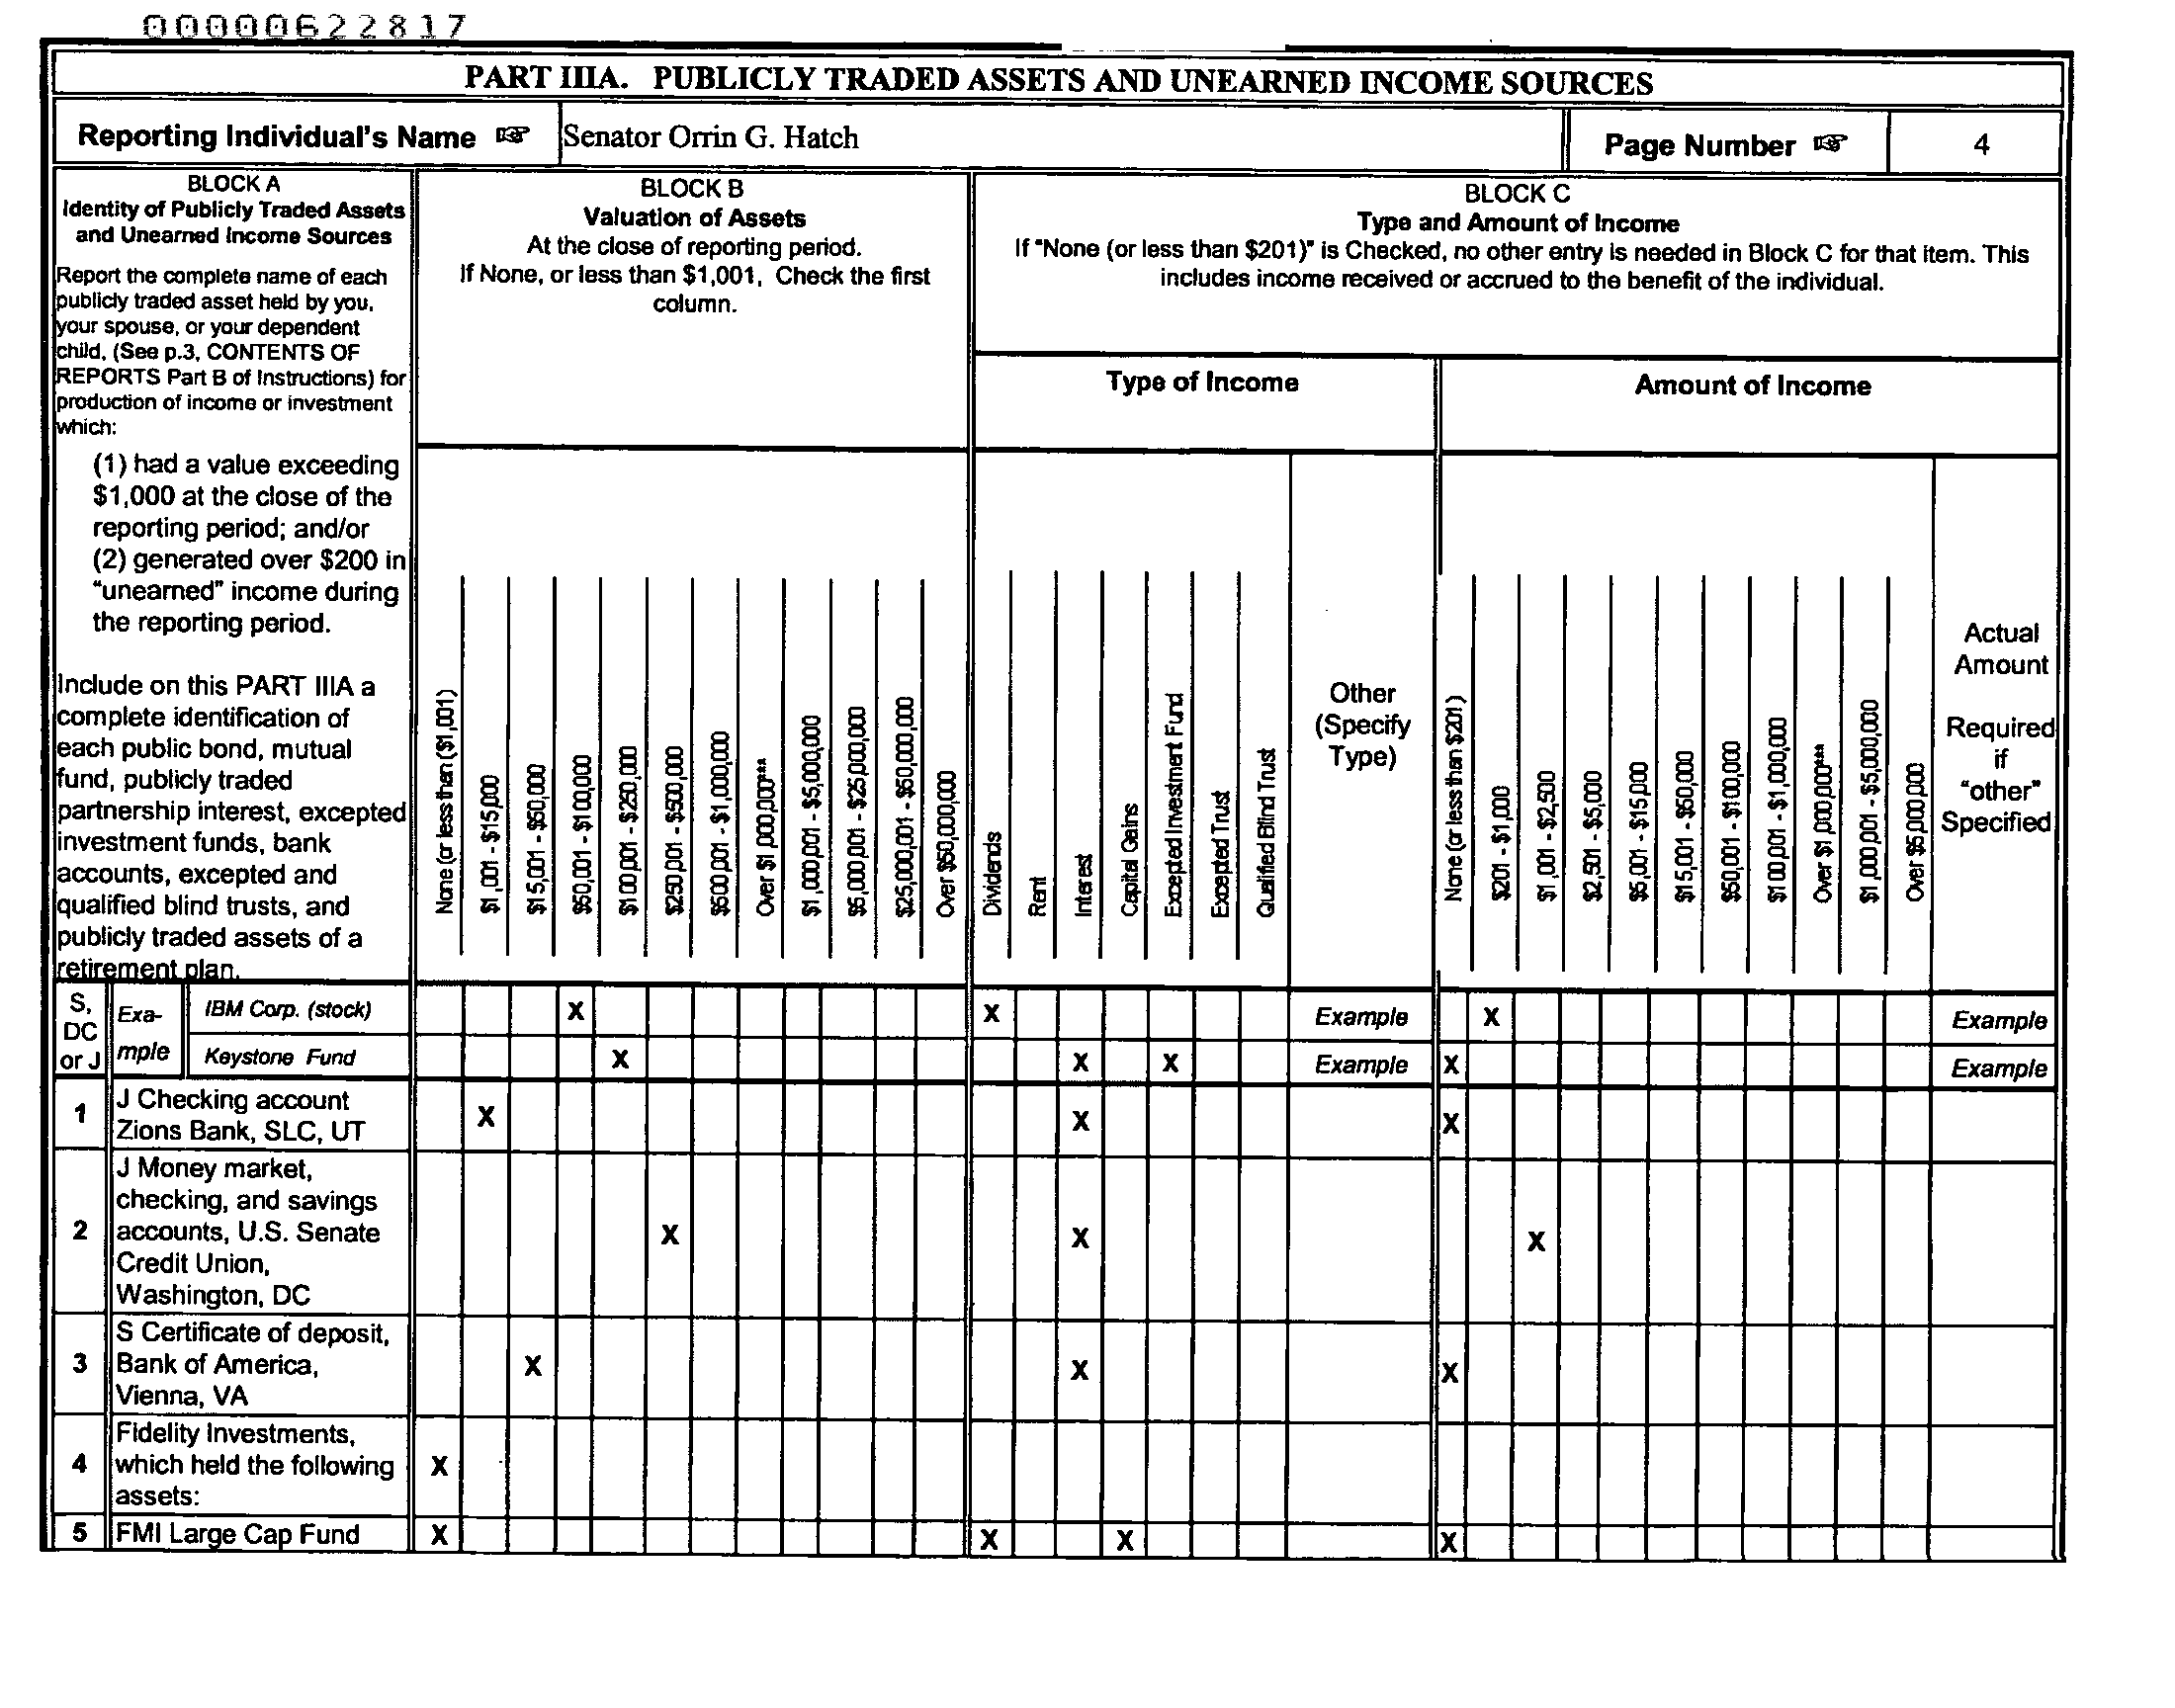 00000622817
PART IIIA. PUBLICLY TRADED ASSETS AND UNEARNED INCOME SOURCES
Reporting Individual's Name ☞ Senator Orrin G. Hatch Page Number ☞ 4
BLOCK A
Identity of Publicly Traded Assets
and Unearned Income Sources
Report the complete name of each
publicly traded asset held by you,
your spouse, or your dependent
child, (See p.3, CONTENTS OF
REPORTS Part B of Instructions) for
production of income or investment
which:
(1) had a value exceeding
$1,000 at the close of the
reporting period; and/or
(2) generated over $200 in
"unearned" income during
the reporting period.
Include on this PART IIIA a
complete identification of
each public bond, mutual
fund, publicly traded
partnership interest, excepted
investment funds, bank
accounts, excepted and
qualified blind trusts, and
publicly traded assets of a
retirement plan.
BLOCK B
Valuation of Assets
At the close of reporting period.
If None, or less than $1,001, Check the first
column.
None (or less then ($1,001)
$1,001 - $15,000
$15,001 - $50,000
$50,001 - $100,000
$100,001 - $250,000
$250,001 - $500,000
$500,001 - $1,000,000
Over $1,000,000***
$1,000,001 - $5,000,000
$5,000,001 - $25,000,000
$25,000,001 - $50,000,000
Over $50,000,000
BLOCK C
Type and Amount of Income
If "None (or less than $201)" is Checked, no other entry is needed in Block C for that item. This
includes income received or accrued to the benefit of the individual.
Type of Income
Dividends
Rent
Interest
Capital Gains
Excepted Investment Fund
Excepted Trust
Qualified Blind Trust
Other
(Specify
Type)
Amount of Income
None (or less than $201)
$201 - $1,000
$1,001 - $2,500
$2,501 - $5,000
$5,001 - $15,000
$15,001 - $50,000
$50,001 - $100,000
$100,001 - $1,000,000
Over $1,000,000***
$1,000,001 - $5,000,000
Over $5,000,000
Actual
Amount
Required
if
"other"
Specified
S,
DC
or J
Exa-
mple
IBM Corp. (stock) X X Example X Example
Keystone Fund X X X Example X Example
1 J Checking account
Zions Bank, SLC, UT X X X
2 J Money market,
checking, and savings
accounts, U.S. Senate X X X
Credit Union,
Washington, DC
3 S Certificate of deposit,
Bank of America, X X X
Vienna, VA
4 Fidelity Investments,
which held the following X
assets:
5 FMI Large Cap Fund X X X X